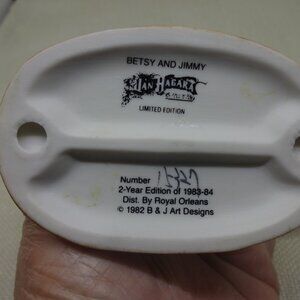 BETSY AND JIMMY
JAN HAGARA
LIMITED EDITION
Number
2-Year Edition of 1983-84
Dist. By Royal Orleans
© 1982 B & J Art Designs